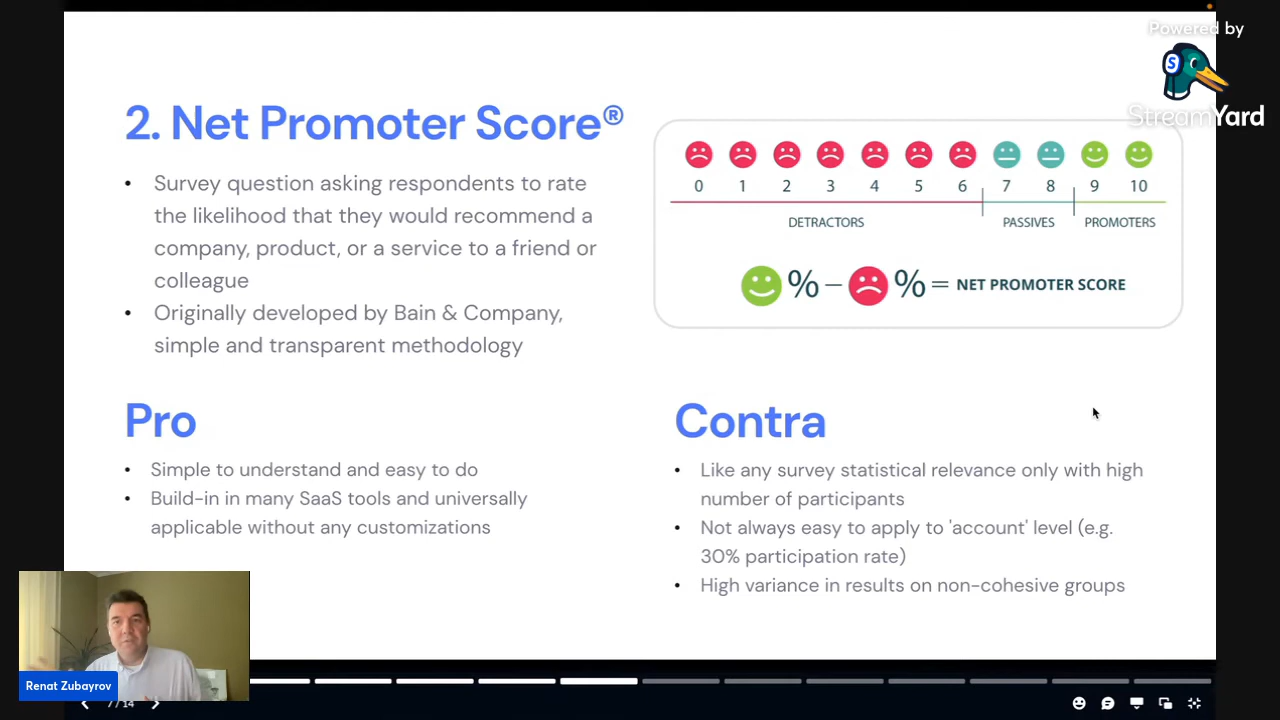 Powered by
StreamYard
2. Net Promoter Score®
Survey question asking respondents to rate
the likelihood that they would recommend a
company, product, or a service to a friend or
colleague
Originally developed by Bain & Company,
simple and transparent methodology
0 1 2 3 4 5 6 7 8 9 10
DETRACTORS PASSIVES PROMOTERS
% – % = NET PROMOTER SCORE
Pro
Simple to understand and easy to do
Build-in in many SaaS tools and universally
applicable without any customizations
Contra
Like any survey statistical relevance only with high
number of participants
Not always easy to apply to 'account' level (e.g.
30% participation rate)
High variance in results on non-cohesive groups
Renat Zubayrov
7 / 14